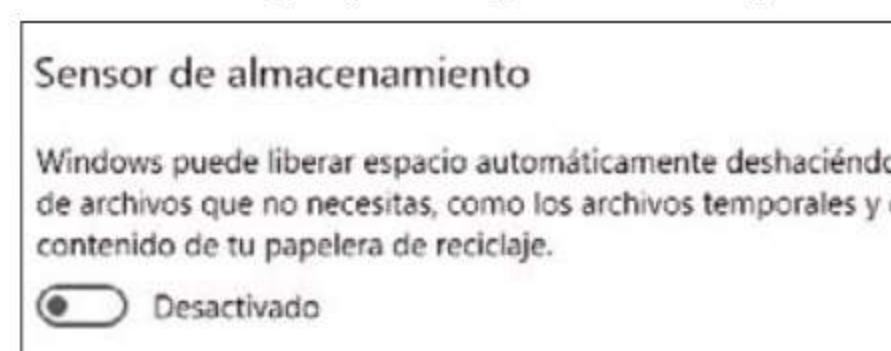 Sensor de almacenamiento
Windows puede liberar espacio automáticamente
de archivos que no necesitas, como los archivos temporales y
contenido de tu papelera de reciclaje.
Desactivado